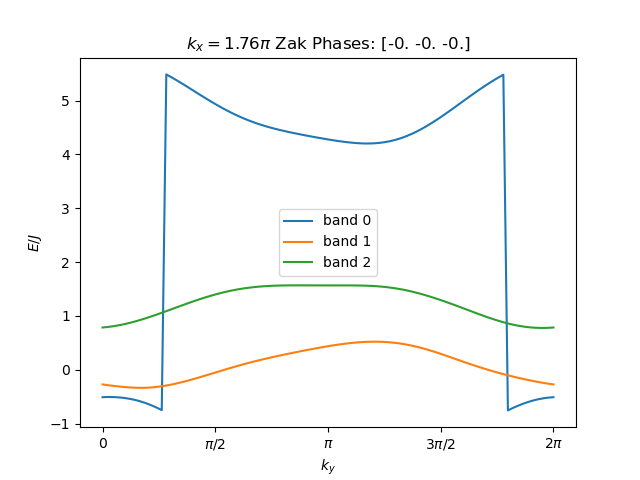 $k_x = 1.76\pi$ Zak Phases: [-0. -0. -0.]
E/J
5
4
3
2
1
0
−1
band 0
band 1
band 2
0
π/2
π
3π/2
2π
$k_y$